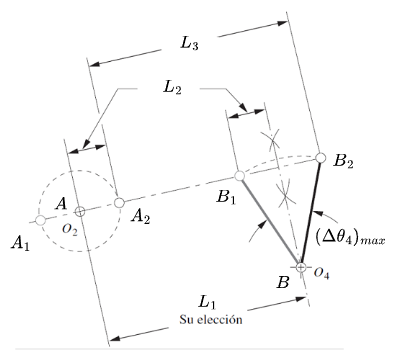 L₃
L₂
B₂
B₁
A
A₂
O₂
A₁
(Δθ₄)ₘₐₓ
B
O₄
L₁
Su elección